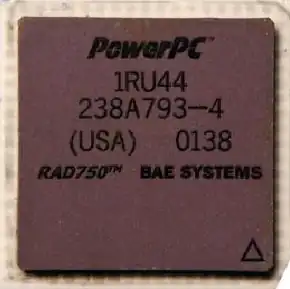 PowerPC™
1RU44
238A793-4
(USA) 0138
RAD750™ BAE SYSTEMS